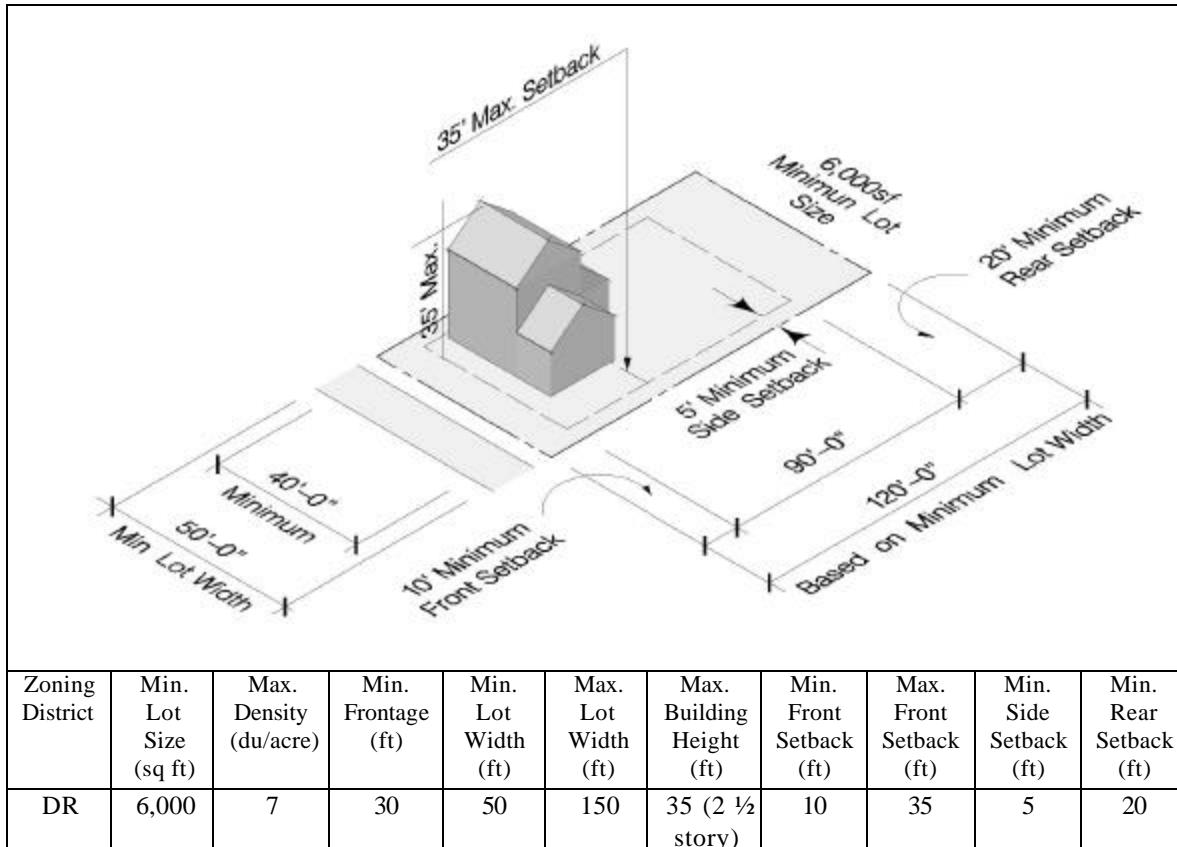 35' Max. Setback
6,000sf
Minimun Lot
Size
20' Minimum
Rear Setback
35' Max.
5' Minimum
Side Setback
90'-0"
120'-0"
Based on Minimum Lot Width
40'-0"
Minimum
50'-0"
Min Lot Width
10' Minimum
Front Setback
Zoning District
Min. Lot Size (sq ft)
Max. Density (du/acre)
Min. Frontage (ft)
Min. Lot Width (ft)
Max. Lot Width (ft)
Max. Building Height (ft)
Min. Front Setback (ft)
Max. Front Setback (ft)
Min. Side Setback (ft)
Min. Rear Setback (ft)
DR 6,000 7 30 50 150 35 (2 ½ story) 10 35 5 20